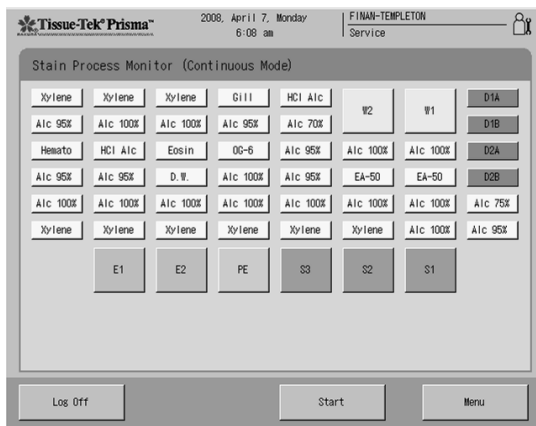 Tissue-Tek® Prisma™ 2008, April 7, Monday FINAN-TEMPLETON
6:08 am Service
Stain Process Monitor (Continuous Mode)
Xylene Xylene Xylene Gill HCl Alc W2 W1 D1A
Alc 95% Alc 100% Alc 100% Alc 95% Alc 70% D1B
Hemato HCl Alc Eosin OG-6 Alc 95% Alc 100% Alc 100% D2A
Alc 95% Alc 95% D.W. Alc 100% Alc 95% EA-50 EA-50 D2B
Alc 100% Alc 100% Alc 100% Alc 100% Alc 100% Alc 100% Alc 100% Alc 75%
Xylene Xylene Xylene Xylene Xylene Xylene Alc 100% Alc 95%
E1 E2 PE S3 S2 S1
Log Off Start Menu